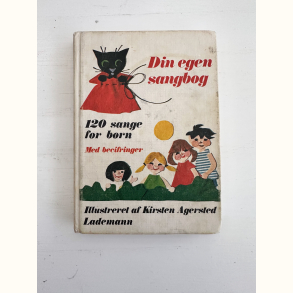 Din egen
sangbog
120 sange
for børn
Med becifringer
Illustreret af Kirsten Agersted
Lademann